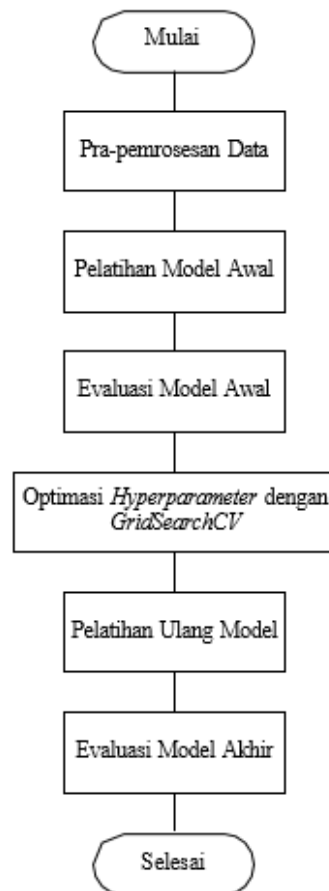 Mulai
Pra-pemrosesan Data
Pelatihan Model Awal
Evaluasi Model Awal
Optimasi Hyperparameter dengan
GridSearchCV
Pelatihan Ulang Model
Evaluasi Model Akhir
Selesai